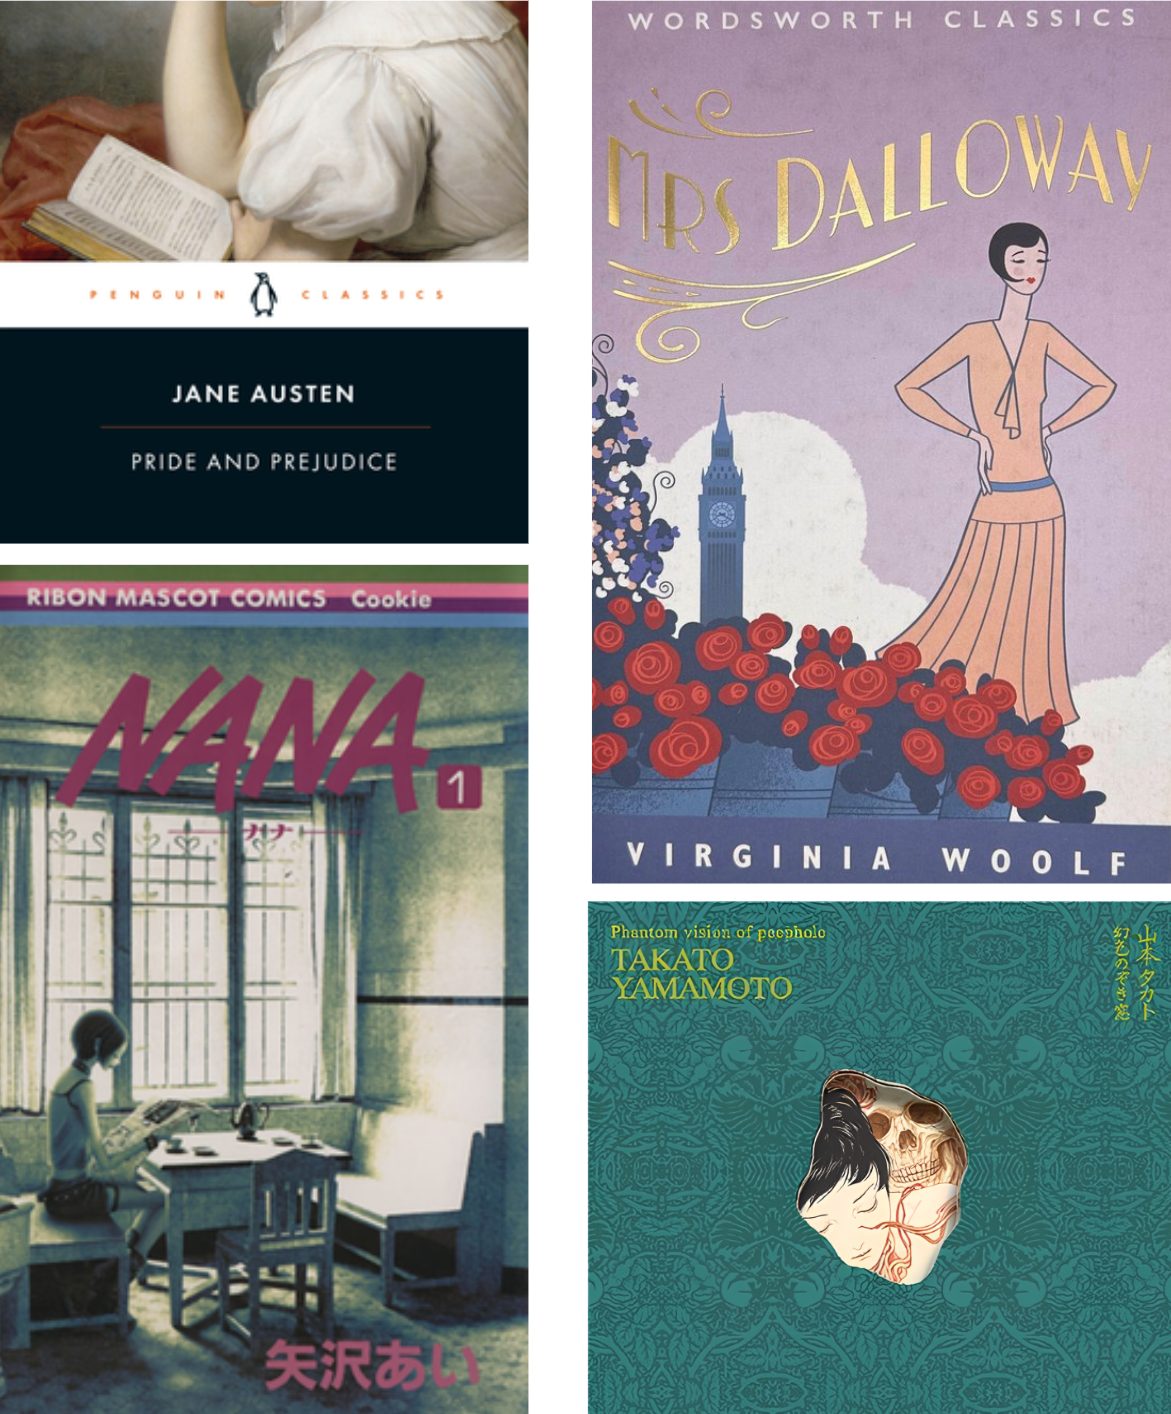 PENGUIN CLASSICS
JANE AUSTEN
PRIDE AND PREJUDICE
WORDSWORTH CLASSICS
MRS DALLOWAY
VIRGINIA WOOLF
RIBON MASCOT COMICS Cookie
NANA
1
ナナ
矢沢あい
Phantom vision of peephole
TAKATO
YAMAMOTO
山本タカト
幻色のぞき窓